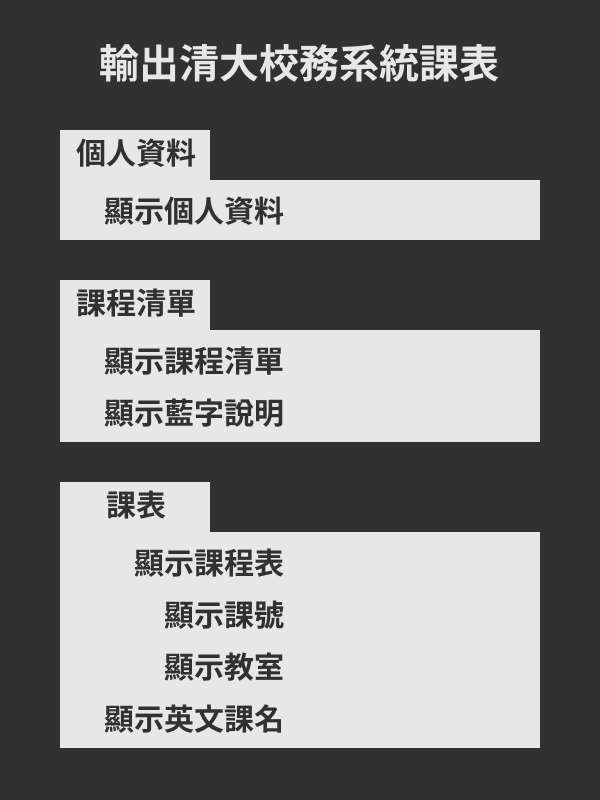 輸出清大校務系統課表
個人資料
顯示個人資料
課程清單
顯示課程清單
顯示藍字說明
課表
顯示課程表
顯示課號
顯示教室
顯示英文課名